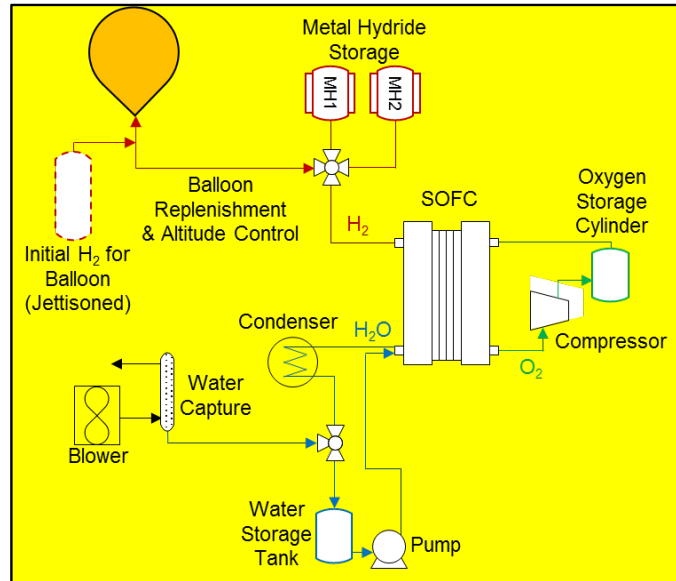 Metal Hydride
Storage
MH1
MH2
Balloon
Replenishment
& Altitude Control
Initial H₂ for
Balloon
(Jettisoned)
H₂
SOFC
Oxygen
Storage
Cylinder
Compressor
O₂
Condenser
H₂O
Water
Capture
Blower
Water
Storage
Tank
Pump